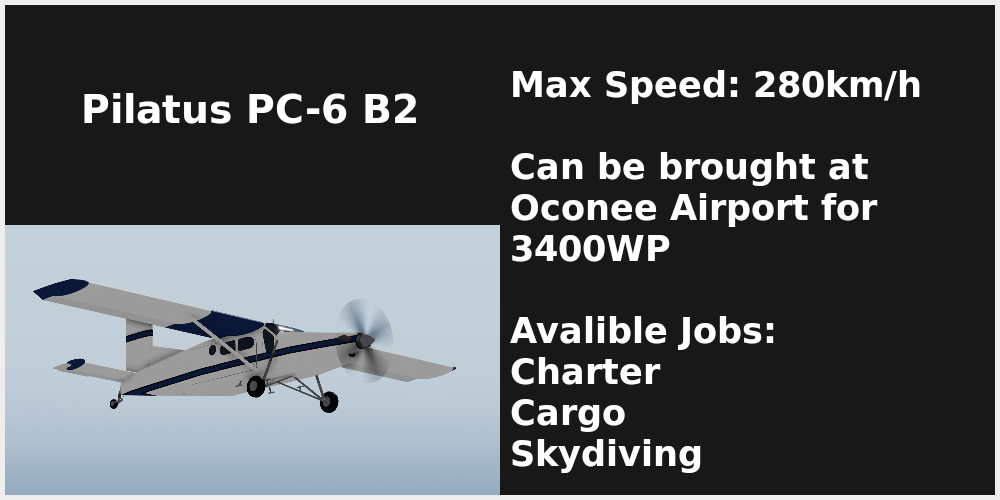 Pilatus PC-6 B2
Max Speed: 280km/h
Can be brought at
Oconee Airport for
3400WP
Avalible Jobs:
Charter
Cargo
Skydiving